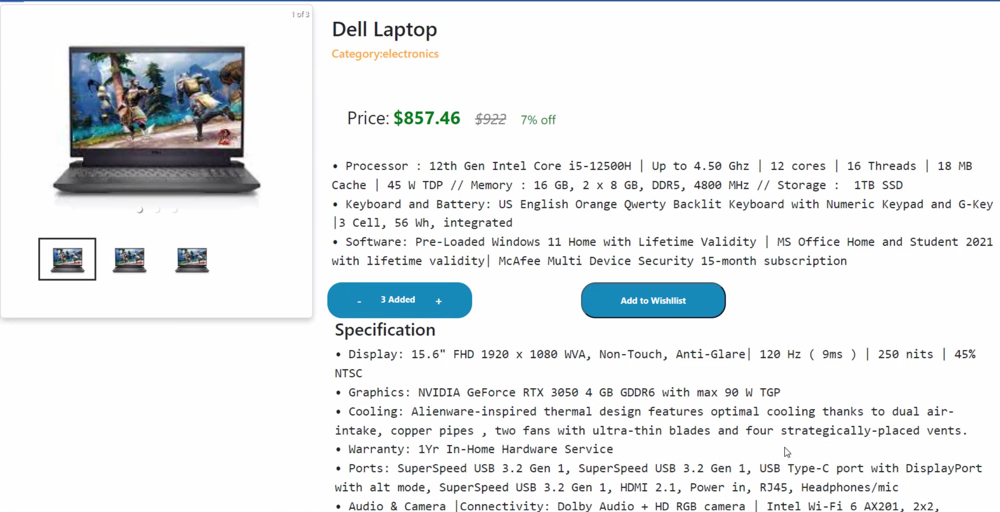 1 of 3
Dell Laptop
Category:electronics
Price: $857.46 $922 7% off
• Processor : 12th Gen Intel Core i5-12500H | Up to 4.50 Ghz | 12 cores | 16 Threads | 18 MB
Cache | 45 W TDP // Memory : 16 GB, 2 x 8 GB, DDR5, 4800 MHz // Storage :  1TB SSD
• Keyboard and Battery: US English Orange Qwerty Backlit Keyboard with Numeric Keypad and G-Key
|3 Cell, 56 Wh, integrated
• Software: Pre-Loaded Windows 11 Home with Lifetime Validity | MS Office Home and Student 2021
with lifetime validity| McAfee Multi Device Security 15-month subscription
- 3 Added +
Add to Wishllist
Specification
• Display: 15.6" FHD 1920 x 1080 WVA, Non-Touch, Anti-Glare| 120 Hz ( 9ms ) | 250 nits | 45%
NTSC
• Graphics: NVIDIA GeForce RTX 3050 4 GB GDDR6 with max 90 W TGP
• Cooling: Alienware-inspired thermal design features optimal cooling thanks to dual air-
intake, copper pipes , two fans with ultra-thin blades and four strategically-placed vents.
• Warranty: 1Yr In-Home Hardware Service
• Ports: SuperSpeed USB 3.2 Gen 1, SuperSpeed USB 3.2 Gen 1, USB Type-C port with DisplayPort
with alt mode, SuperSpeed USB 3.2 Gen 1, HDMI 2.1, Power in, RJ45, Headphones/mic
• Audio & Camera |Connectivity: Dolby Audio + HD RGB camera | Intel Wi-Fi 6 AX201, 2x2,